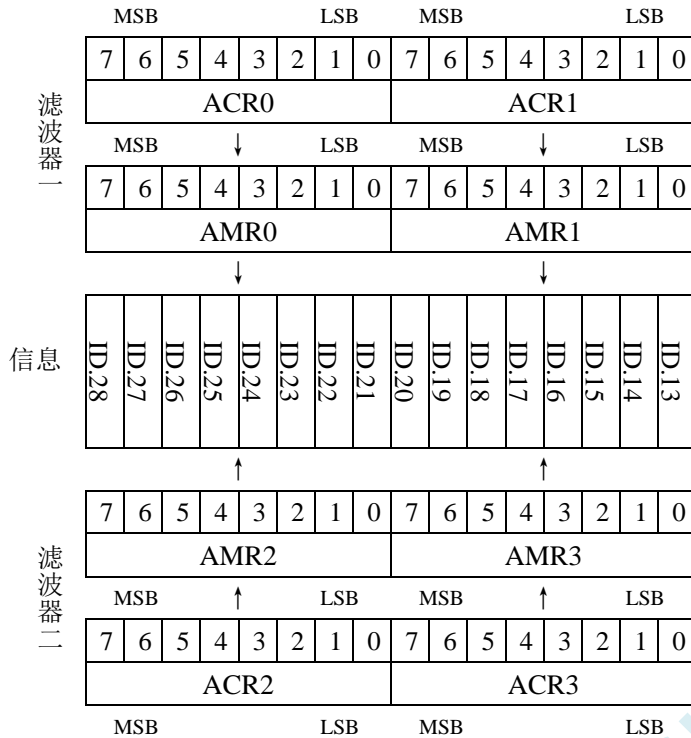 MSB LSB MSB LSB
7 6 5 4 3 2 1 0 7 6 5 4 3 2 1 0
ACR0 ACR1
滤波器一
MSB LSB MSB LSB
7 6 5 4 3 2 1 0 7 6 5 4 3 2 1 0
AMR0 AMR1
信息
ID.28 ID.27 ID.26 ID.25 ID.24 ID.23 ID.22 ID.21 ID.20 ID.19 ID.18 ID.17 ID.16 ID.15 ID.14 ID.13
7 6 5 4 3 2 1 0 7 6 5 4 3 2 1 0
AMR2 AMR3
滤波器二
MSB LSB MSB LSB
7 6 5 4 3 2 1 0 7 6 5 4 3 2 1 0
ACR2 ACR3
MSB LSB MSB LSB